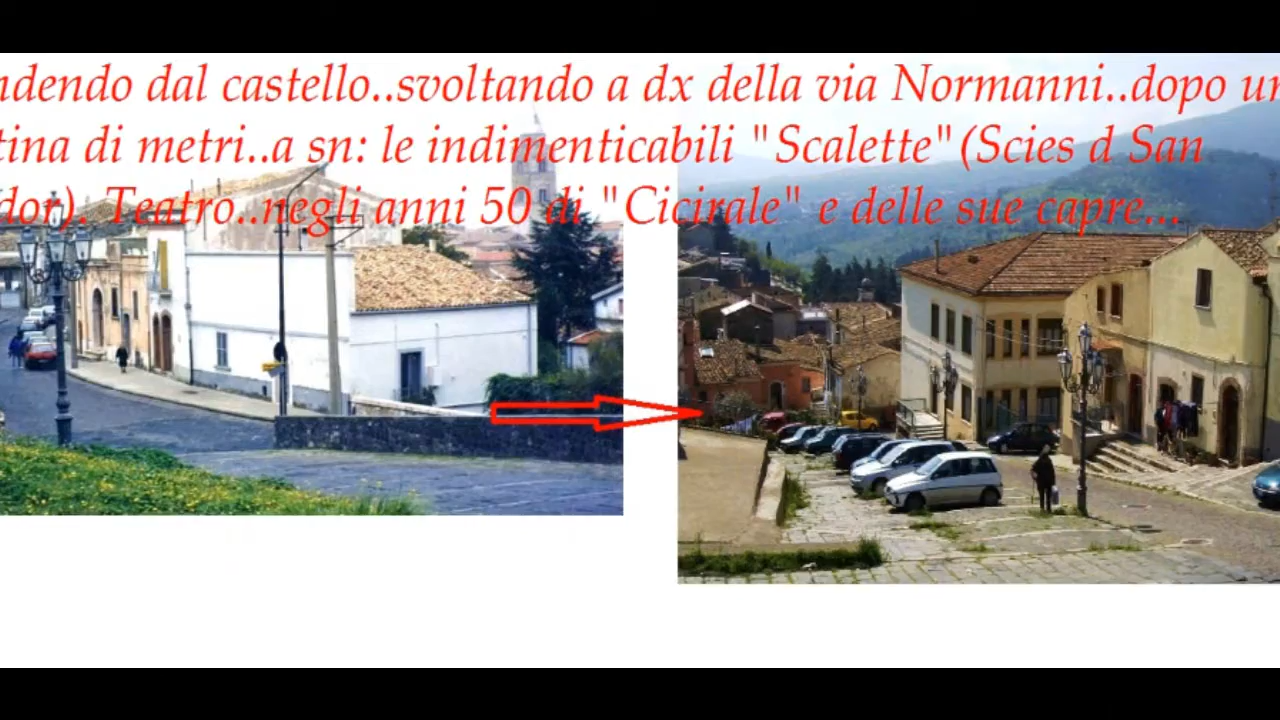 ndendo dal castello..svoltando a dx della via Normanni..dopo un
tina di metri..a sn: le indimenticabili "Scalette"(Scies d San
dor). Teatro..negli anni 50 di "Cicirale" e delle sue capre...